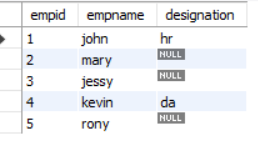 empid empname designation
1 john hr
2 mary NULL
3 jessy NULL
4 kevin da
5 rony NULL